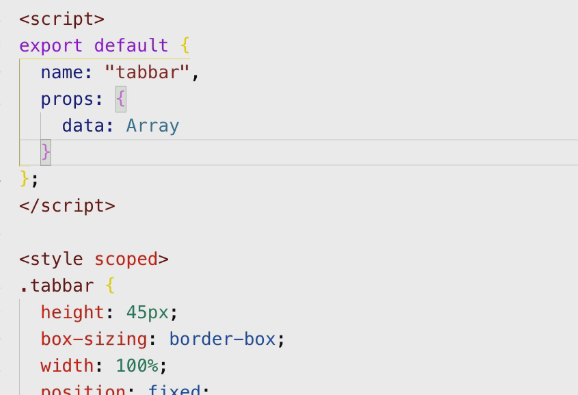 <script>
export default {
name: "tabbar",
props: {
data: Array
}
};
</script>
<style scoped>
.tabbar {
height: 45px;
box-sizing: border-box;
width: 100%;
position: fixed;